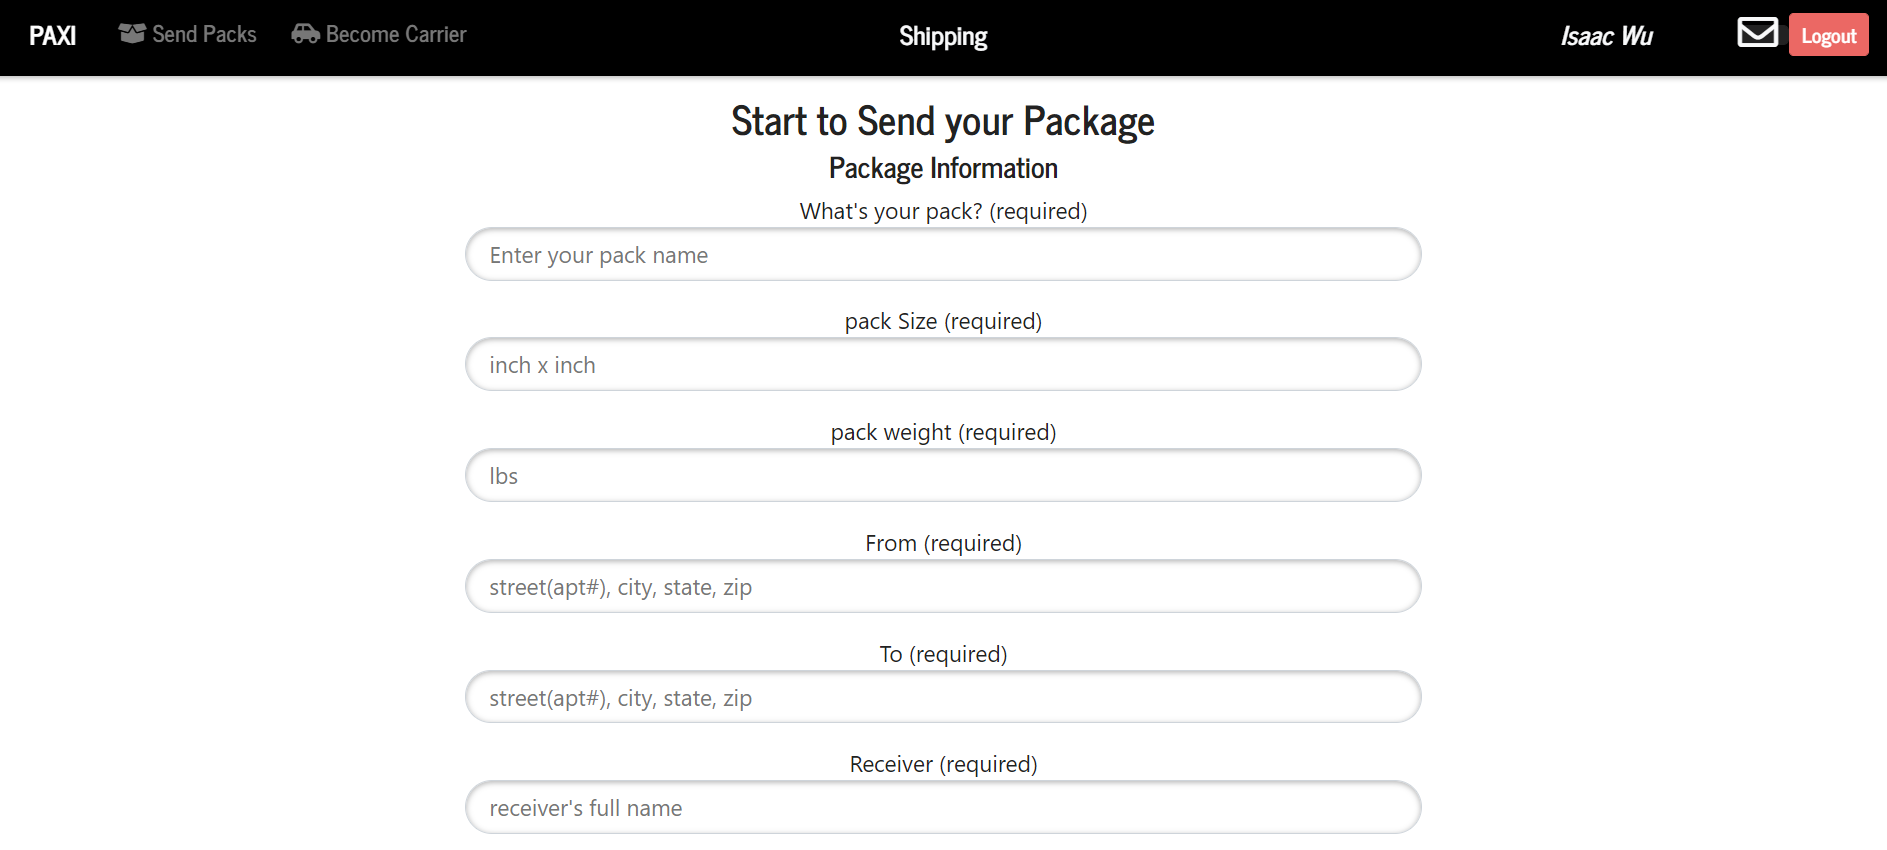 PAXI Send Packs Become Carrier Shipping Isaac Wu Logout
Start to Send your Package
Package Information
What's your pack? (required)
Enter your pack name
pack Size (required)
inch x inch
pack weight (required)
lbs
From (required)
street(apt#), city, state, zip
To (required)
street(apt#), city, state, zip
Receiver (required)
receiver's full name